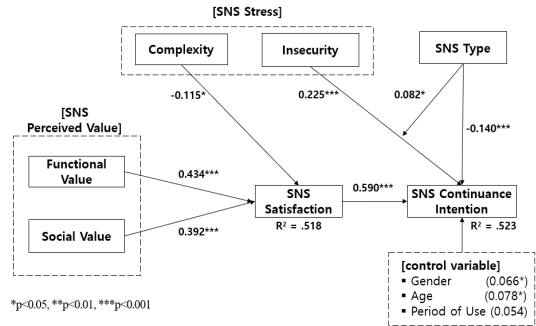 [SNS Stress]
Complexity
Insecurity
SNS Type
-0.115*
0.225***
0.082*
-0.140***
[SNS
Perceived Value]
Functional
Value
0.434***
Social Value
0.392***
SNS
Satisfaction
R² = .518
0.590***
SNS Continuance
Intention
R² = .523
[control variable]
▪ Gender (0.066*)
▪ Age (0.078*)
▪ Period of Use (0.054)
*p<0.05, **p<0.01, ***p<0.001